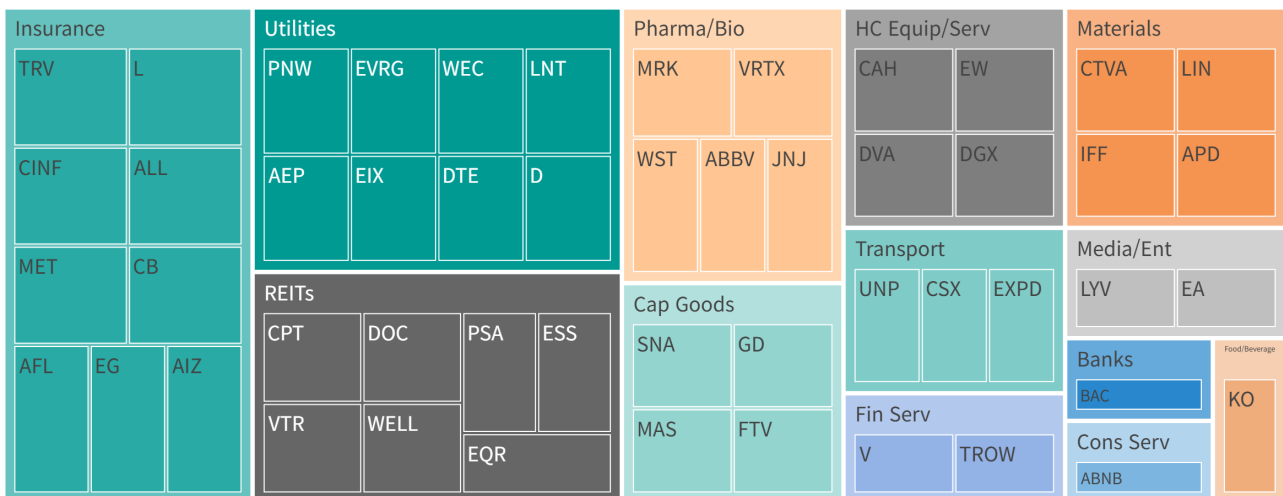 Insurance
TRV
L
CINF
ALL
MET
CB
AFL
EG
AIZ
Utilities
PNW
EVRG
WEC
LNT
AEP
EIX
DTE
D
REITs
CPT
DOC
PSA
ESS
VTR
WELL
EQR
Pharma/Bio
MRK
VRTX
WST
ABBV
JNJ
Cap Goods
SNA
GD
MAS
FTV
HC Equip/Serv
CAH
EW
DVA
DGX
Transport
UNP
CSX
EXPD
Fin Serv
V
TROW
Materials
CTVA
LIN
IFF
APD
Media/Ent
LYV
EA
Banks
BAC
Cons Serv
ABNB
Food/Beverage
KO